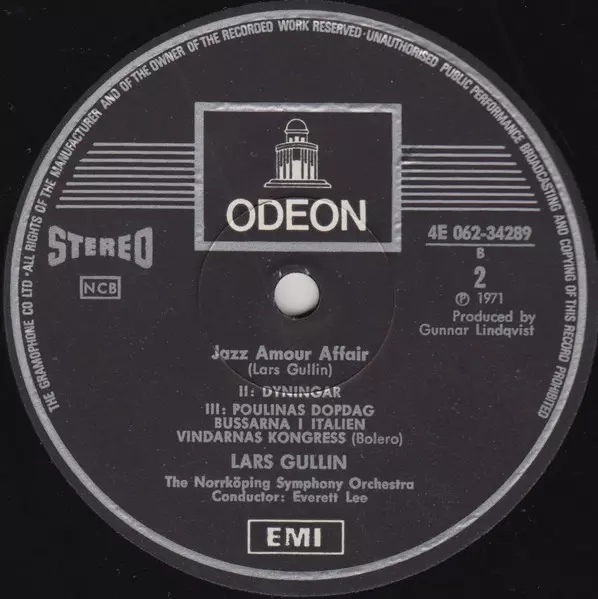 THE GRAMOPHONE CO LTD · ALL RIGHTS OF THE MANUFACTURER AND OF THE OWNER OF THE RECORDED WORK RESERVED · UNAUTHORISED PUBLIC PERFORMANCE BROADCASTING AND COPYING OF THIS RECORD PROHIBITED
ODEON
STEREO
NCB
4E 062-34289
B
2
℗ 1971
Produced by
Gunnar Lindqvist
Jazz Amour Affair
(Lars Gullin)
II: DYNINGAR
III: POULINAS DOPDAG
BUSSARNA I ITALIEN
VINDARNAS KONGRESS (Bolero)
LARS GULLIN
The Norrköping Symphony Orchestra
Conductor: Everett Lee
EMI